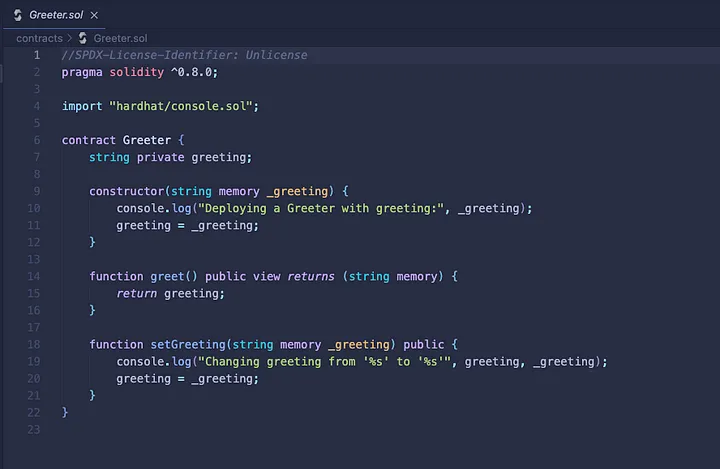 Greeter.sol
contracts > Greeter.sol
1 //SPDX-License-Identifier: Unlicense
2 pragma solidity ^0.8.0;
3
4 import "hardhat/console.sol";
5
6 contract Greeter {
7     string private greeting;
8
9     constructor(string memory _greeting) {
10         console.log("Deploying a Greeter with greeting:", _greeting);
11         greeting = _greeting;
12     }
13
14     function greet() public view returns (string memory) {
15         return greeting;
16     }
17
18     function setGreeting(string memory _greeting) public {
19         console.log("Changing greeting from '%s' to '%s'", greeting, _greeting);
20         greeting = _greeting;
21     }
22 }
23